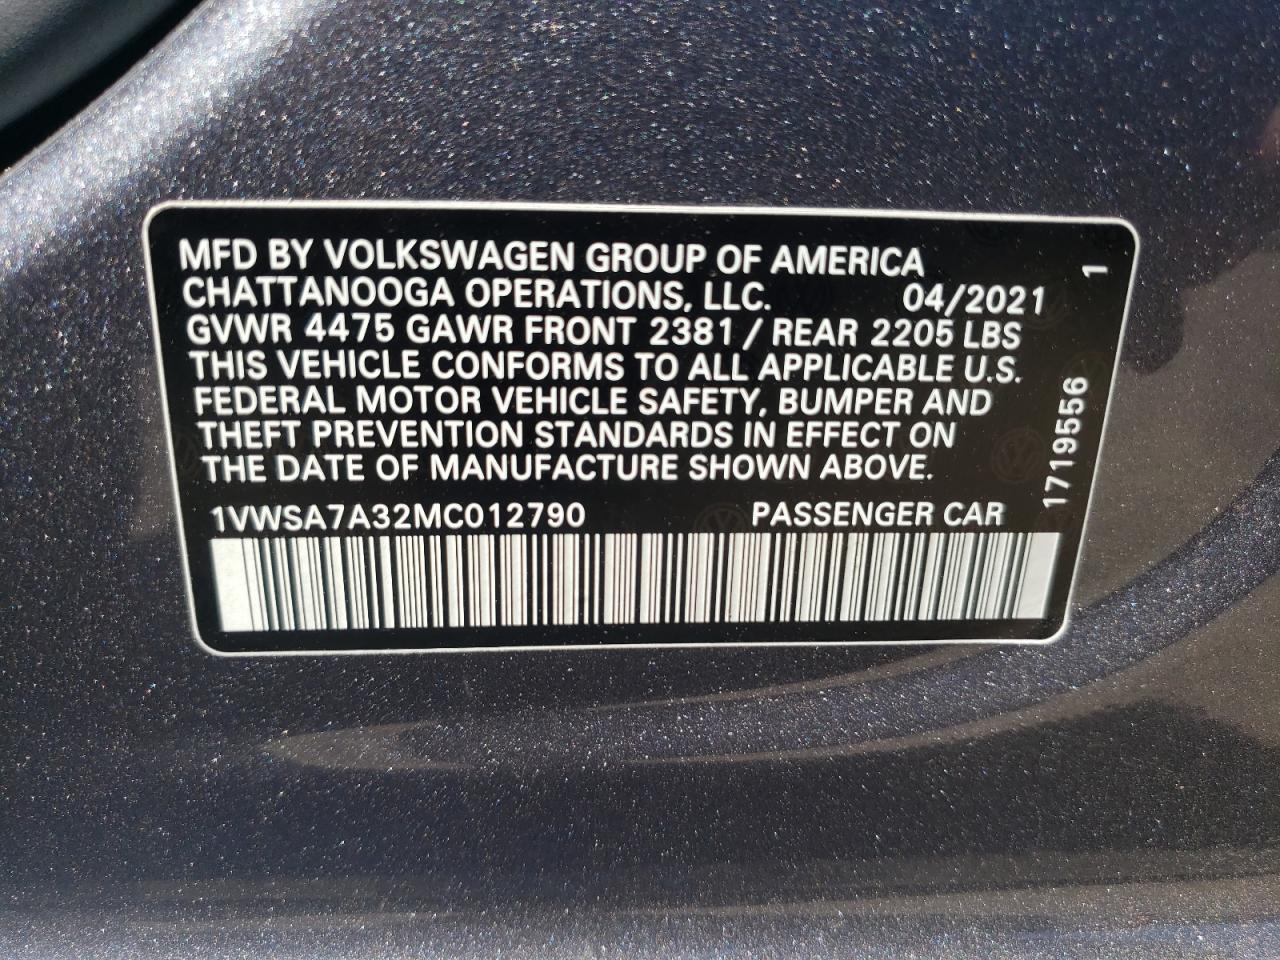 MFD BY VOLKSWAGEN GROUP OF AMERICA
CHATTANOOGA OPERATIONS, LLC. 04/2021
GVWR 4475 GAWR FRONT 2381 / REAR 2205 LBS
THIS VEHICLE CONFORMS TO ALL APPLICABLE U.S.
FEDERAL MOTOR VEHICLE SAFETY, BUMPER AND
THEFT PREVENTION STANDARDS IN EFFECT ON
THE DATE OF MANUFACTURE SHOWN ABOVE.
1VWSA7A32MC012790 PASSENGER CAR
1719556 1